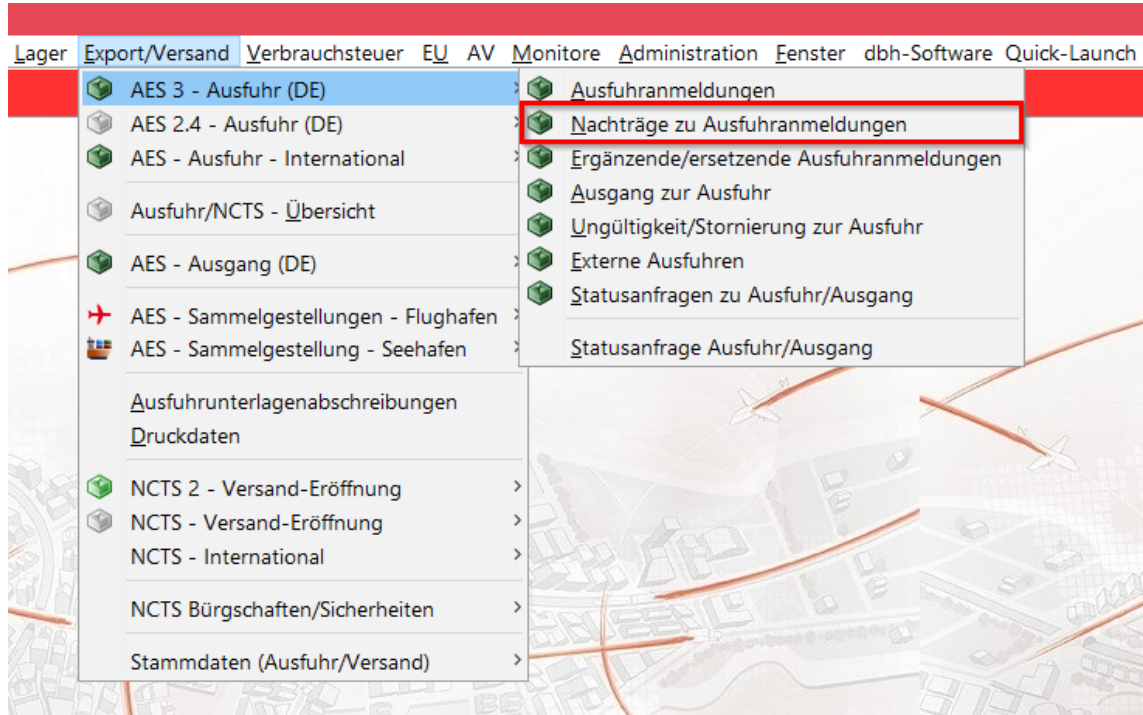 Lager Export/Versand Verbrauchsteuer EU AV Monitore Administration Fenster dbh-Software Quick-Launch
AES 3 - Ausfuhr (DE)
AES 2.4 - Ausfuhr (DE)
AES - Ausfuhr - International
Ausfuhr/NCTS - Übersicht
AES - Ausgang (DE)
AES - Sammelgestellungen - Flughafen
AES - Sammelgestellung - Seehafen
Ausfuhrunterlagenabschreibungen
Druckdaten
NCTS 2 - Versand-Eröffnung
NCTS - Versand-Eröffnung
NCTS - International
NCTS Bürgschaften/Sicherheiten
Stammdaten (Ausfuhr/Versand)
Ausfuhranmeldungen
Nachträge zu Ausfuhranmeldungen
Ergänzende/ersetzende Ausfuhranmeldungen
Ausgang zur Ausfuhr
Ungültigkeit/Stornierung zur Ausfuhr
Externe Ausfuhren
Statusanfragen zu Ausfuhr/Ausgang
Statusanfrage Ausfuhr/Ausgang